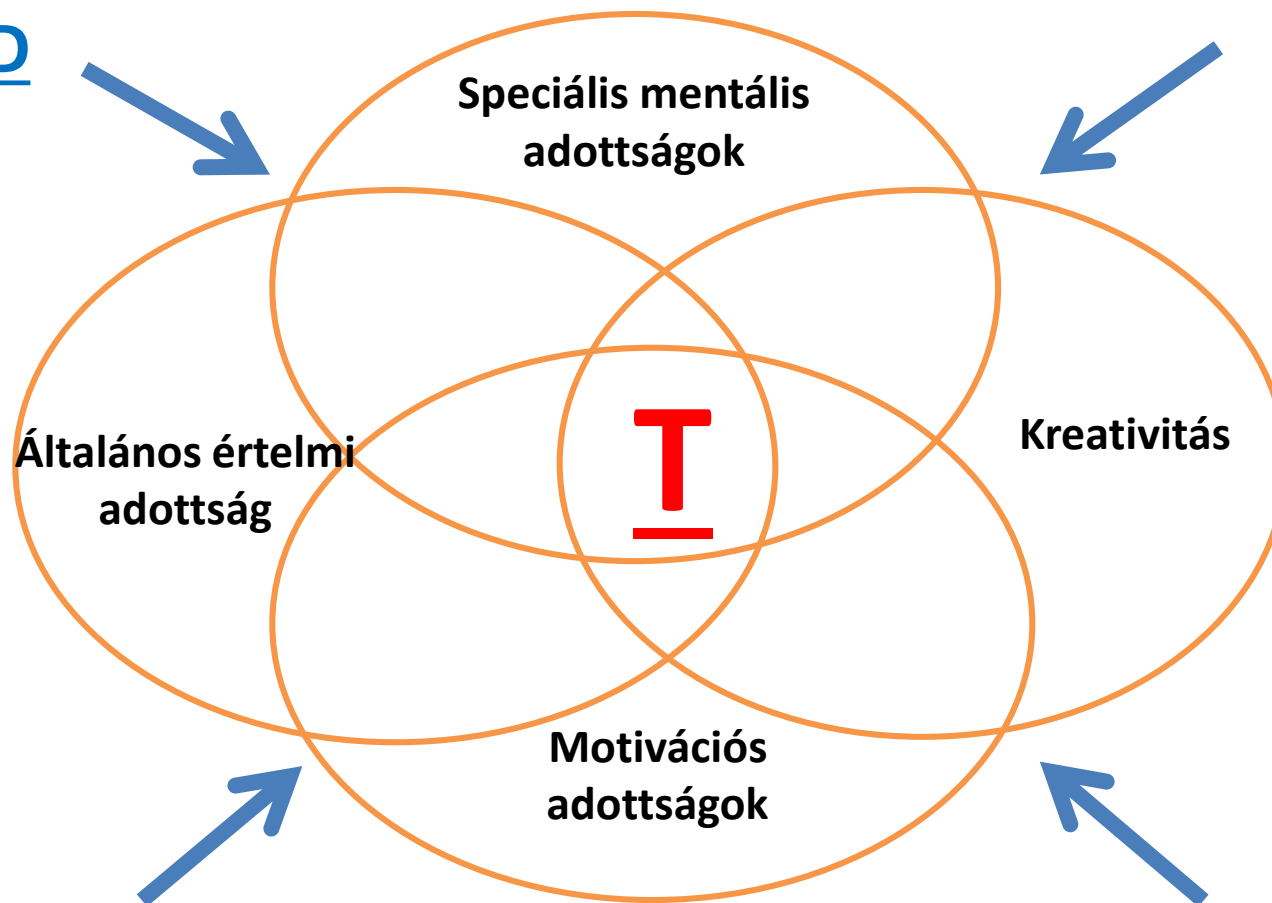 Speciális mentális
adottságok
Általános értelmi
adottság
T
Kreativitás
Motivációs
adottságok